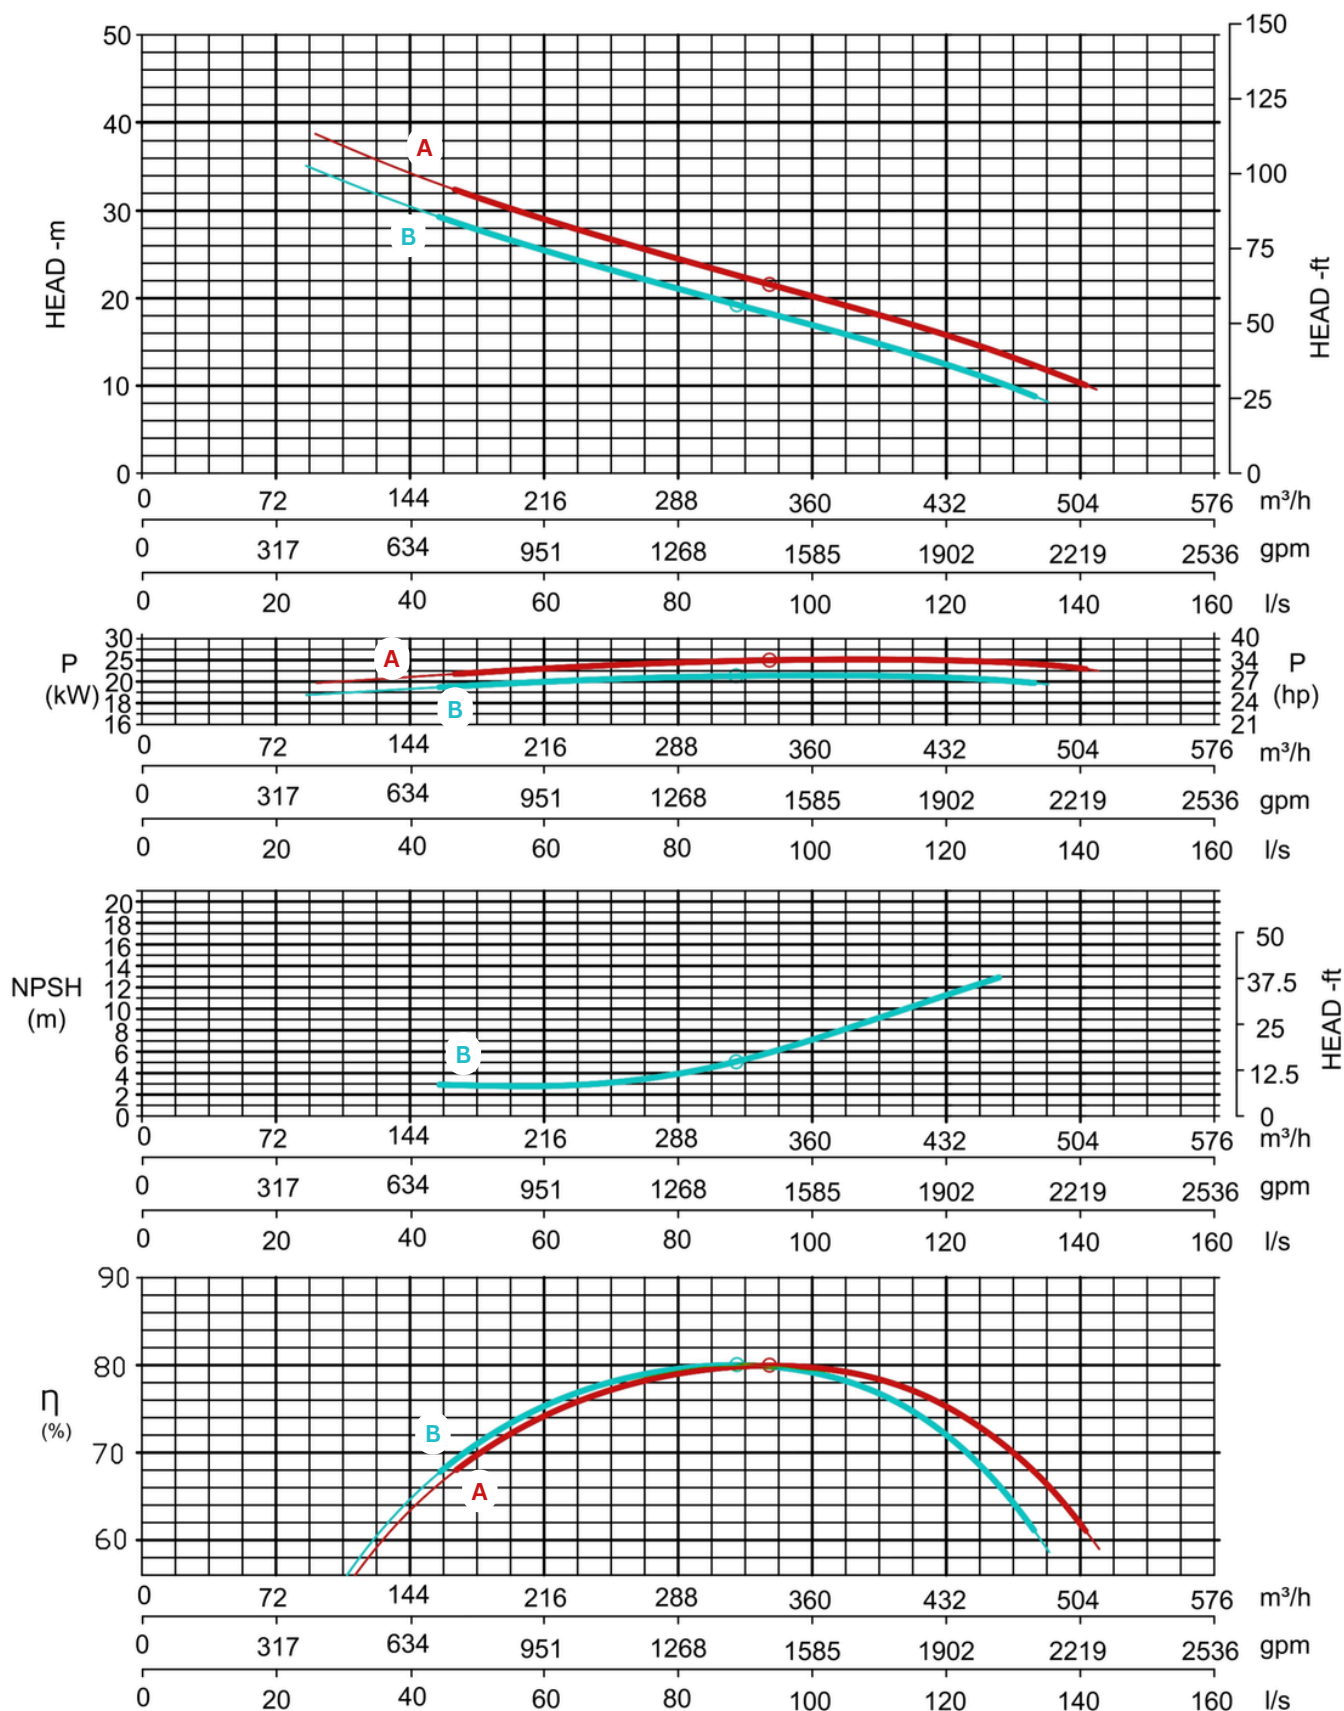 50
40
30
20
10
0
HEAD -m
150
125
100
75
50
25
0
HEAD -ft
A
B
0 72 144 216 288 360 432 504 576 m³/h
0 317 634 951 1268 1585 1902 2219 2536 gpm
0 20 40 60 80 100 120 140 160 l/s
P
(kW)
30
25
20
18
16
A
B
40
34
27
24
21
P
(hp)
0 72 144 216 288 360 432 504 576 m³/h
0 317 634 951 1268 1585 1902 2219 2536 gpm
0 20 40 60 80 100 120 140 160 l/s
NPSH
(m)
20
18
16
14
12
10
8
6
4
2
0
B
50
37.5
25
12.5
0
HEAD -ft
0 72 144 216 288 360 432 504 576 m³/h
0 317 634 951 1268 1585 1902 2219 2536 gpm
0 20 40 60 80 100 120 140 160 l/s
η
(%)
90
80
70
60
B
A
0 72 144 216 288 360 432 504 576 m³/h
0 317 634 951 1268 1585 1902 2219 2536 gpm
0 20 40 60 80 100 120 140 160 l/s